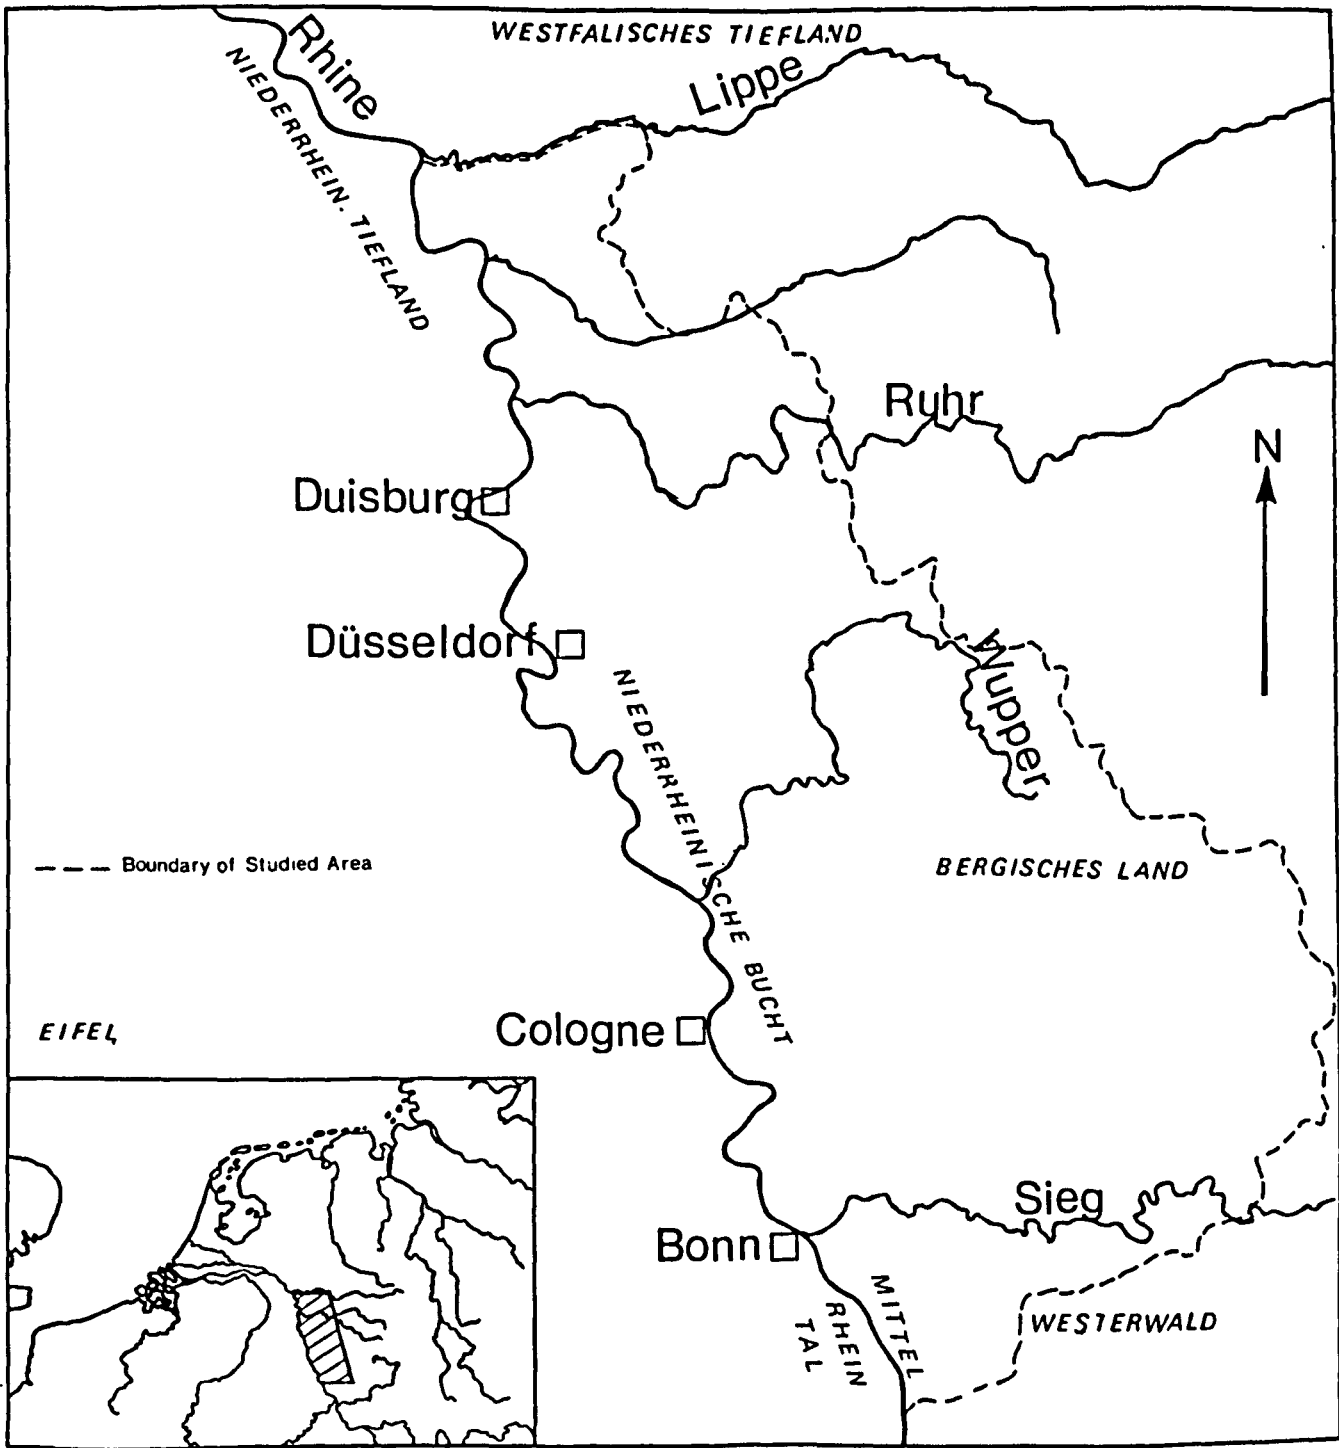 WESTFALISCHES TIEFLAND
Rhine
Lippe
NIEDERRHEIN. TIEFLAND
Ruhr
N
Duisburg
Düsseldorf
Wupper
NIEDERRHEINISCHE BUCHT
--- Boundary of Studied Area
BERGISCHES LAND
EIFEL
Cologne
Sieg
Bonn
MITTEL
RHEIN
TAL
WESTERWALD